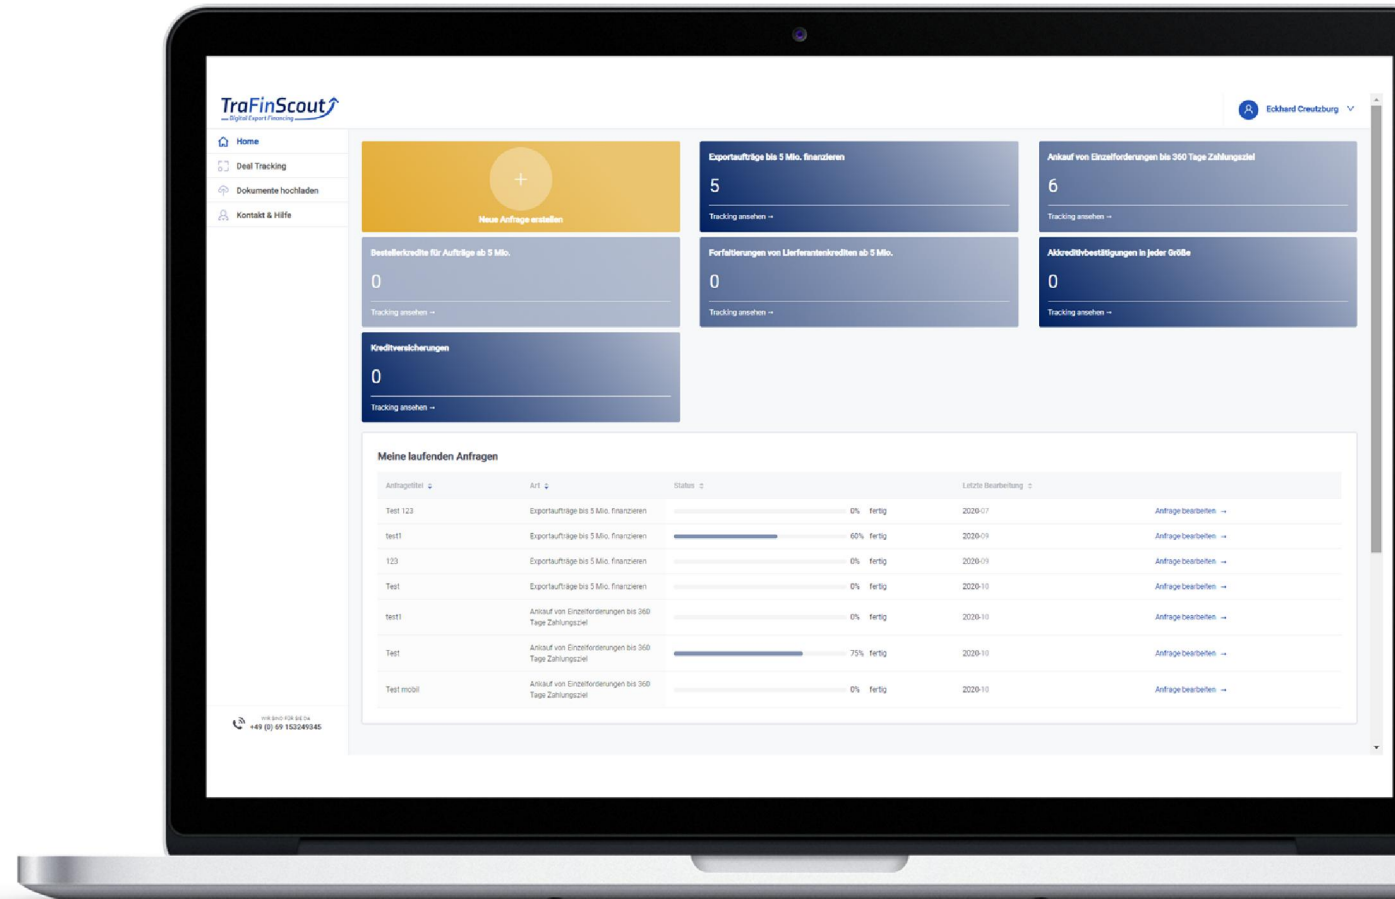 TraFinScout
Digital Export Financing
Eckhard Creutzburg
Home
Deal Tracking
Dokumente hochladen
Kontakt & Hilfe
+
Neue Anfrage erstellen
Exportaufträge bis 5 Mio. finanzieren
5
Tracking ansehen →
Ankauf von Einzelforderungen bis 360 Tage Zahlungsziel
6
Tracking ansehen →
Bestellerkredite für Aufträge ab 5 Mio.
0
Tracking ansehen →
Forfaitierungen von Lierferantenkrediten ab 5 Mio.
0
Tracking ansehen →
Akkreditivbestätigungen in jeder Größe
0
Tracking ansehen →
Kreditversicherungen
0
Tracking ansehen →
Meine laufenden Anfragen
Anfragetitel Art Status Letzte Bearbeitung
Test 123 Exportaufträge bis 5 Mio. finanzieren 0% fertig 2020-07 Anfrage bearbeiten →
test1 Exportaufträge bis 5 Mio. finanzieren 60% fertig 2020-09 Anfrage bearbeiten →
123 Exportaufträge bis 5 Mio. finanzieren 0% fertig 2020-09 Anfrage bearbeiten →
Test Exportaufträge bis 5 Mio. finanzieren 0% fertig 2020-10 Anfrage bearbeiten →
test1 Ankauf von Einzelforderungen bis 360 0% fertig 2020-10 Anfrage bearbeiten →
Tage Zahlungsziel
Test Ankauf von Einzelforderungen bis 360 75% fertig 2020-10 Anfrage bearbeiten →
Tage Zahlungsziel
Test mobil Ankauf von Einzelforderungen bis 360 0% fertig 2020-10 Anfrage bearbeiten →
Tage Zahlungsziel
WIR SIND FÜR SIE DA
+49 (0) 69 153249345